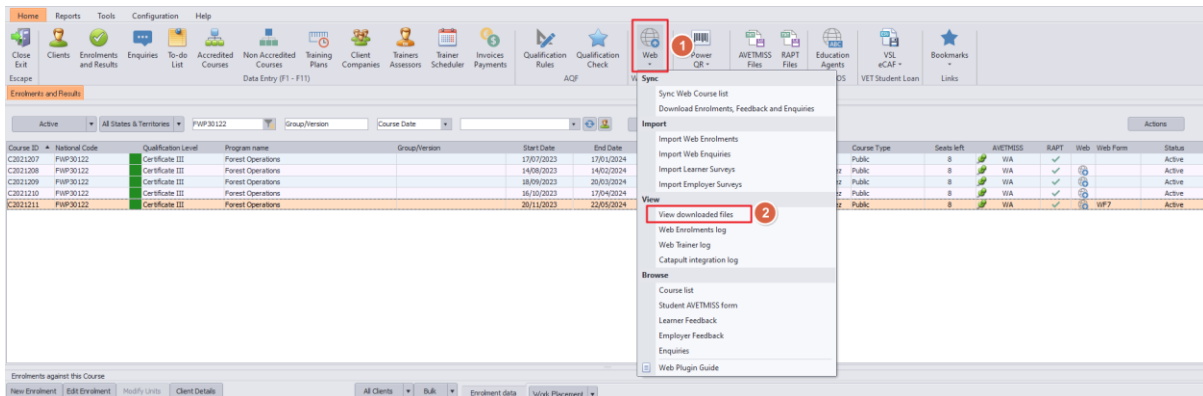 Home Reports Tools Configuration Help
Close Exit
Clients
Enrolments and Results
Enquiries
To-do List
Accredited Courses
Non Accredited Courses
Training Plans
Client Companies
Trainers Assessors
Trainer Scheduler
Invoices Payments
Qualification Rules
Qualification Check
Web
1
Power QR
AVETMISS Files
RAPT Files
Education Agents
VSL eCAF
Bookmarks
Escape Data Entry (F1 - F11) AQF VET Student Loan Links
Enrolments and Results
Active All States & Territories FWP30122 Group/Version Course Date Actions
Course ID National Code Qualification Level Program name Group/Version Start Date End Date Course Type Seats left AVETMISS RAPT Web Web Form Status
C2021207 FWP30122 Certificate III Forest Operations 17/07/2023 17/01/2024 Public 8 WA Active
C2021208 FWP30122 Certificate III Forest Operations 14/08/2023 14/02/2024 Public 8 WA Active
C2021209 FWP30122 Certificate III Forest Operations 18/09/2023 20/03/2024 Public 8 WA Active
C2021210 FWP30122 Certificate III Forest Operations 16/10/2023 17/04/2024 Public 8 WA Active
C2021211 FWP30122 Certificate III Forest Operations 20/11/2023 22/05/2024 Public 8 WA WF7 Active
Sync
Sync Web Course list
Download Enrolments, Feedback and Enquiries
Import
Import Web Enrolments
Import Web Enquiries
Import Learner Surveys
Import Employer Surveys
View
View downloaded files
2
Web Enrolments log
Web Trainer log
Catapult integration log
Browse
Course list
Student AVETMISS form
Learner Feedback
Employer Feedback
Enquiries
Web Plugin Guide
Enrolments against this Course
New Enrolment Edit Enrolment Modify Units Client Details All Clients Bulk Enrolment data Work Placement